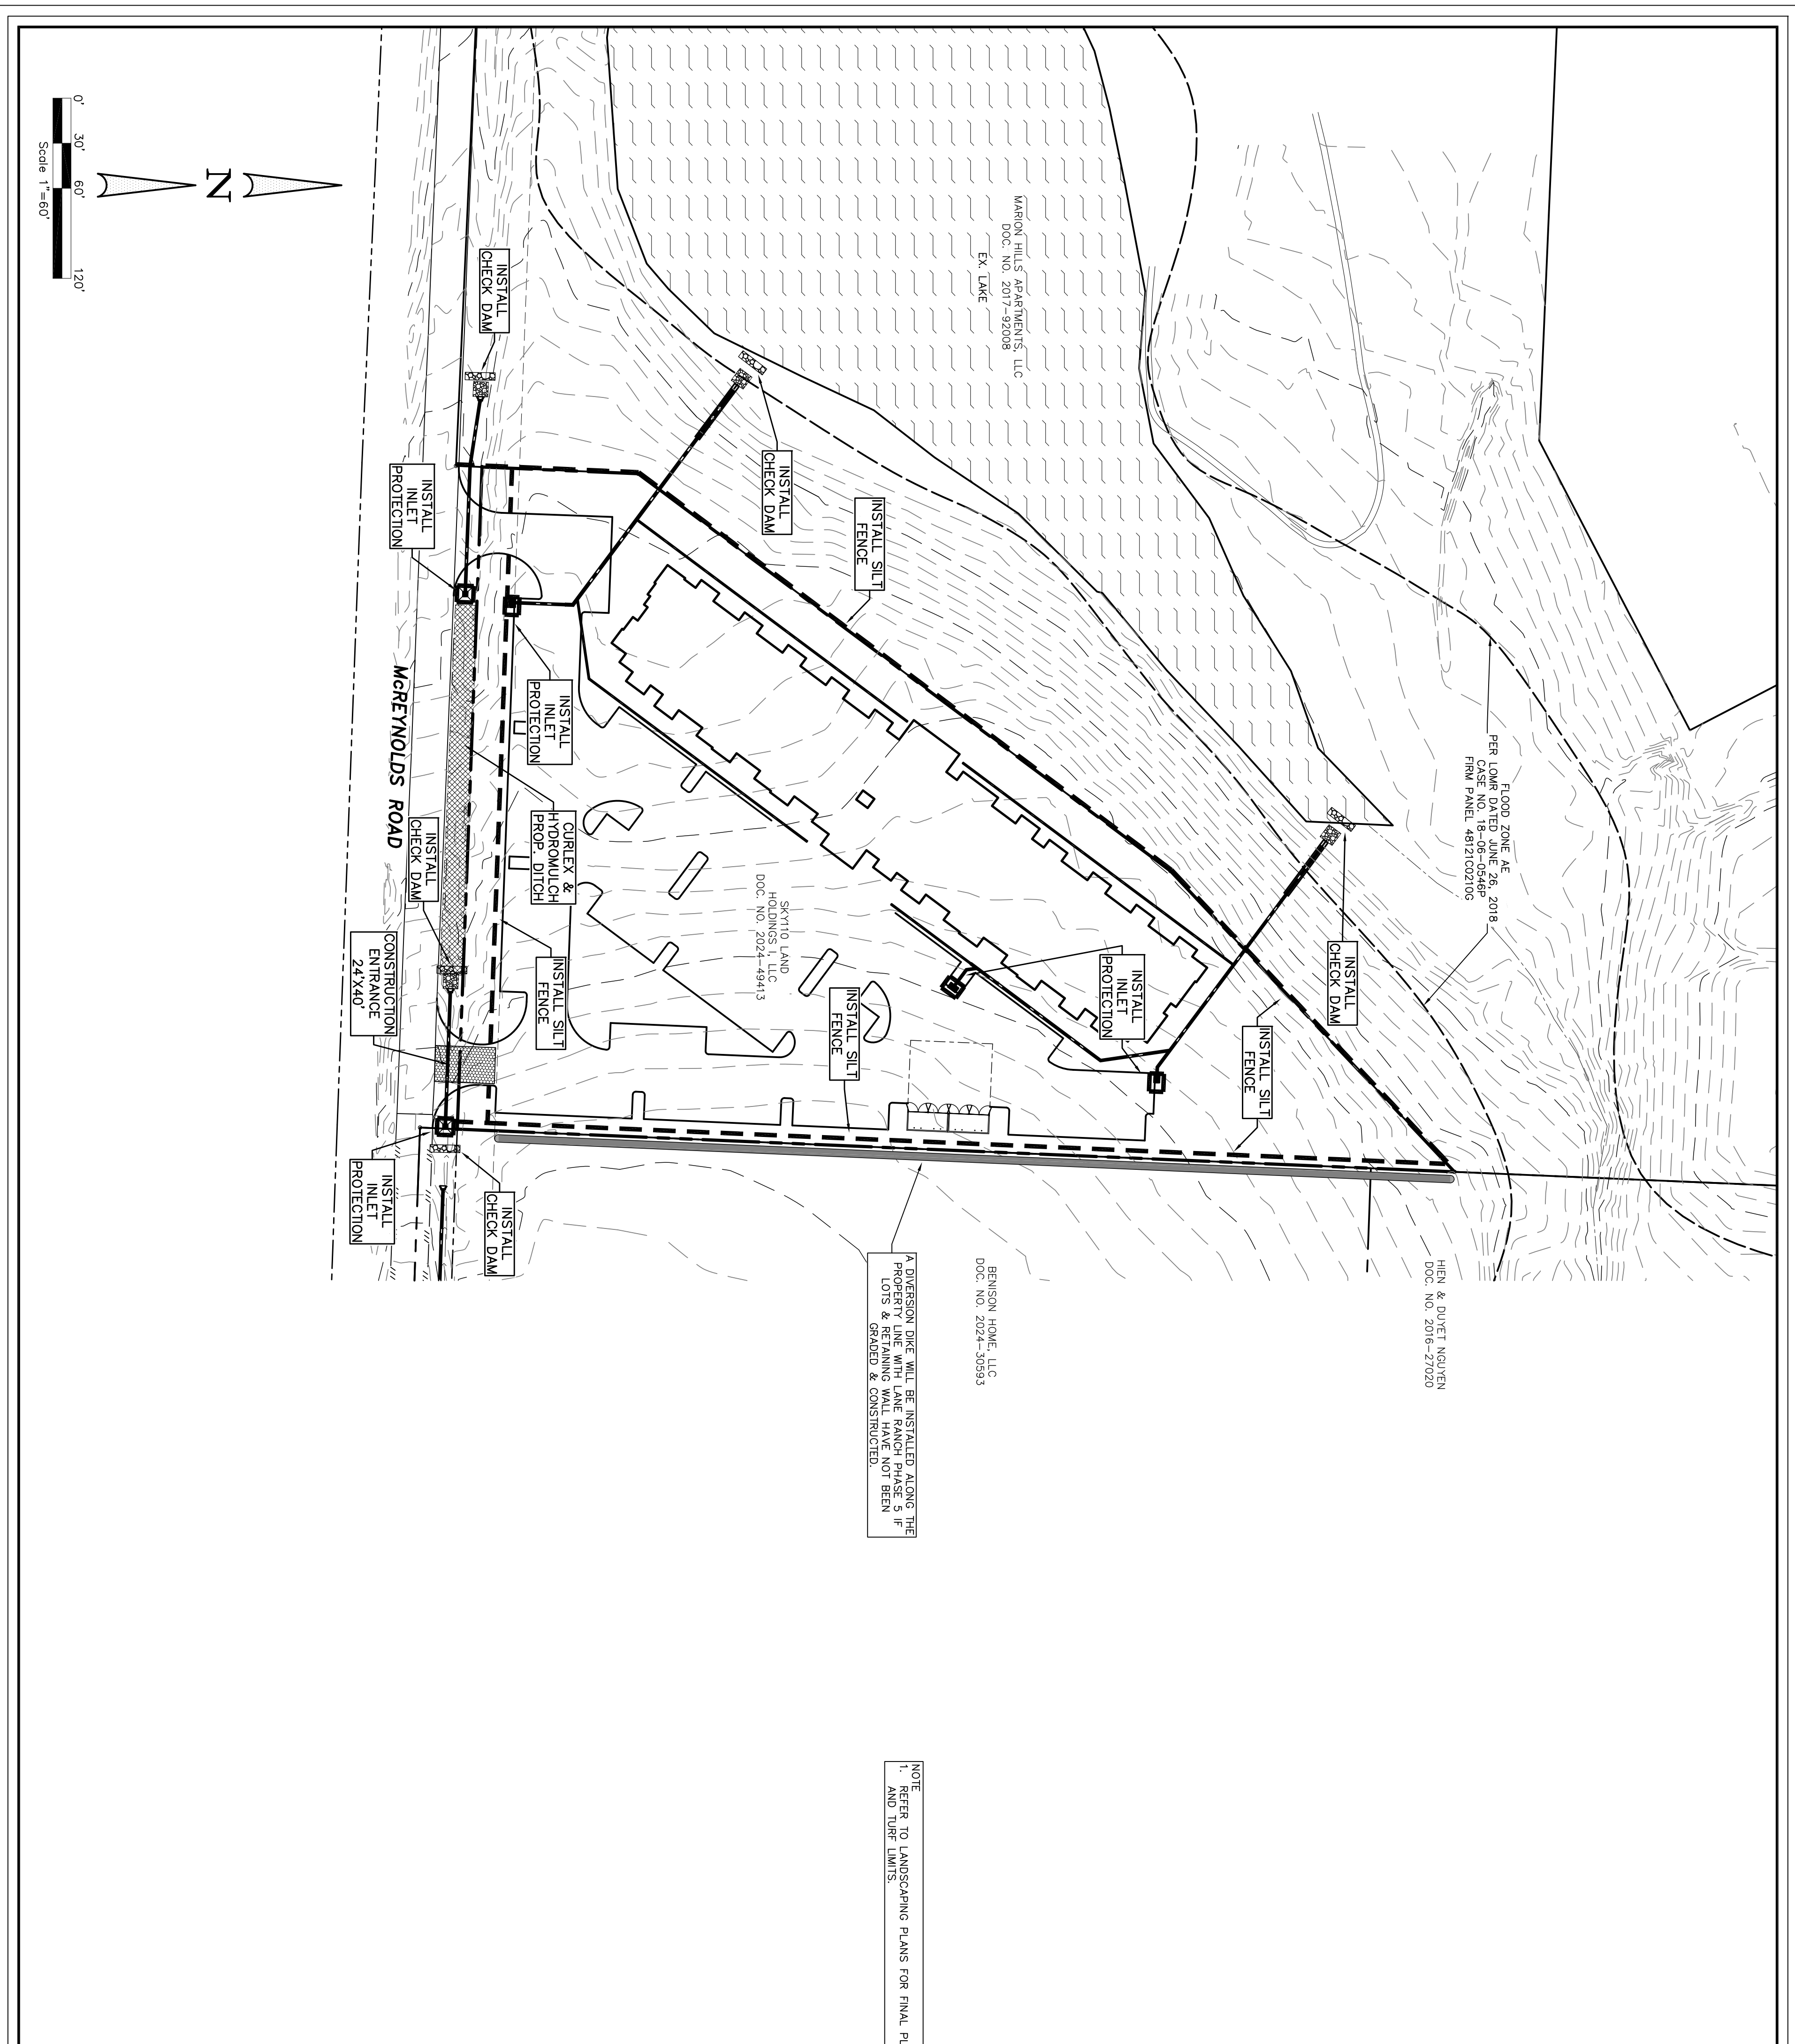 0'
30'
60'
120'
Scale 1"=60'
N
INSTALL
CHECK DAM
MARION HILLS APARTMENTS, LLC
DOC. NO. 2017-92008
EX. LAKE
INSTALL
CHECK DAM
INSTALL
INLET
PROTECTION
INSTALL SILT
FENCE
FLOOD ZONE AE
PER LOMR DATED JUNE 26, 2018
CASE NO. 18-06-0546P
FIRM PANEL 48121C0210G
INSTALL
INLET
PROTECTION
McREYNOLDS ROAD
CURLEX &
HYDROMULCH
PROP. DITCH
INSTALL
CHECK DAM
SKY110 LAND
HOLDINGS I, LLC
DOC. NO. 2024-49413
INSTALL
CHECK DAM
INSTALL
INLET
PROTECTION
CONSTRUCTION
ENTRANCE
24'X40'
INSTALL SILT
FENCE
INSTALL SILT
FENCE
INSTALL SILT
FENCE
INSTALL
INLET
PROTECTION
INSTALL
CHECK DAM
HIEN & DUYET NGUYEN
DOC. NO. 2016-27020
BENISON HOME, LLC
DOC. NO. 2024-30593
A DIVERSION DIKE WILL BE INSTALLED ALONG THE
PROPERTY LINE WITH LANE RANCH PHASE 5 IF
LOTS & RETAINING WALL HAVE NOT BEEN
GRADED & CONSTRUCTED.
NOTE
1. REFER TO LANDSCAPING PLANS FOR FINAL
AND TURF LIMITS.